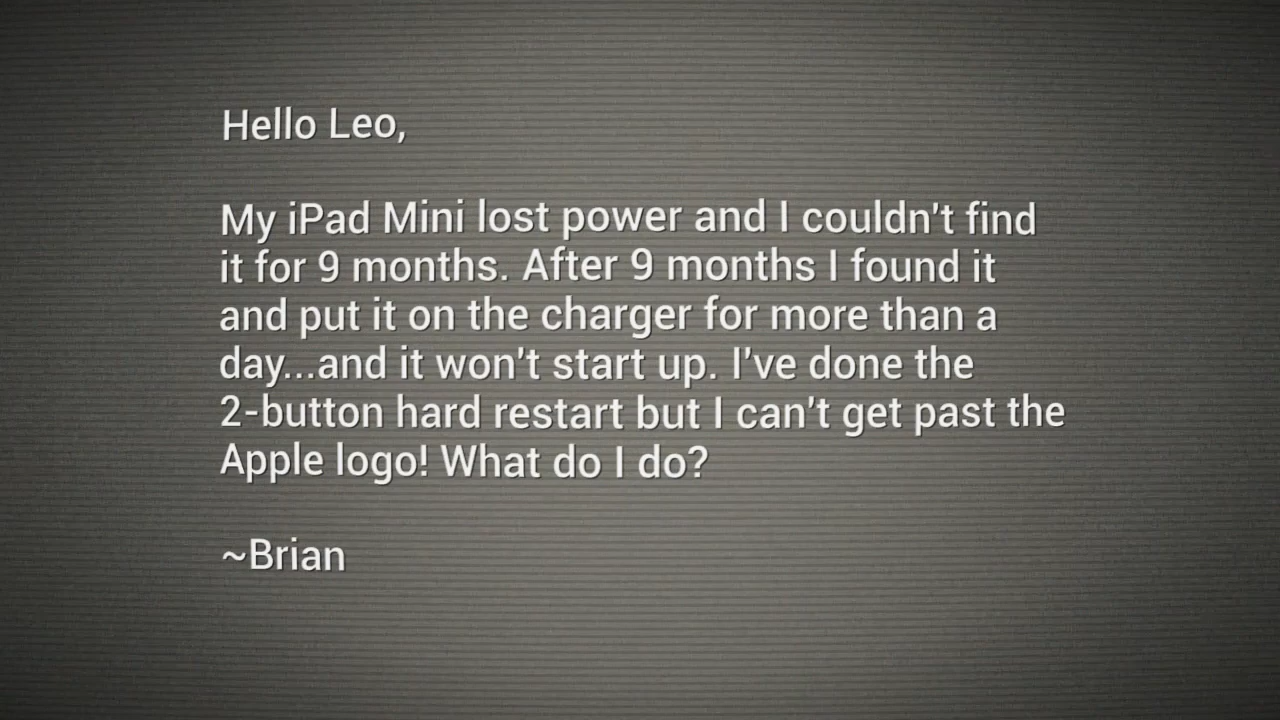 Hello Leo,
My iPad Mini lost power and I couldn't find
it for 9 months. After 9 months I found it
and put it on the charger for more than a
day...and it won't start up. I've done the
2-button hard restart but I can't get past the
Apple logo! What do I do?
~Brian